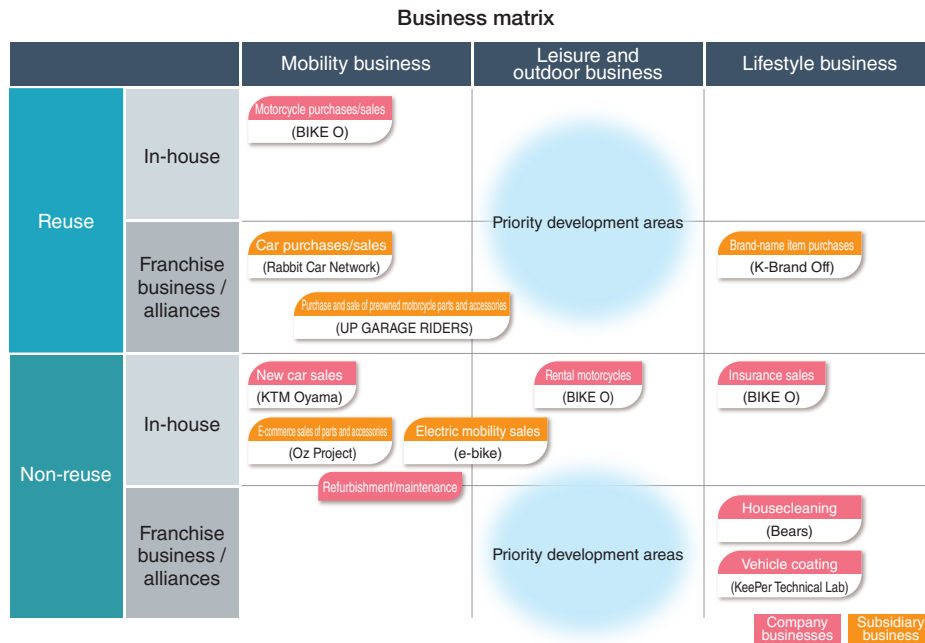 Business matrix
Mobility business
Leisure and
outdoor business
Lifestyle business
Reuse
In-house
Motorcycle purchases/sales
(BIKE O)
Priority development areas
Franchise
business /
alliances
Car purchases/sales
(Rabbit Car Network)
Purchase and sale of preowned motorcycle parts and accessories
(UP GARAGE RIDERS)
Brand-name item purchases
(K-Brand Off)
Non-reuse
In-house
New car sales
(KTM Oyama)
Rental motorcycles
(BIKE O)
Insurance sales
(BIKE O)
E-commerce sales of parts and accessories
(Oz Project)
Electric mobility sales
(e-bike)
Refurbishment/maintenance
Franchise
business /
alliances
Priority development areas
Housecleaning
(Bears)
Vehicle coating
(KeePer Technical Lab)
Company
businesses
Subsidiary
business